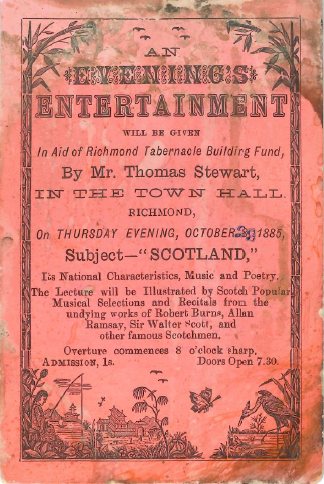 AN
EVENING'S
ENTERTAINMENT
WILL BE GIVEN
In Aid of Richmond Tabernacle Building Fund,
By Mr. Thomas Stewart,
IN THE TOWN HALL.
RICHMOND,
On THURSDAY EVENING, OCTOBER 1885,
Subject—"SCOTLAND,"
Its National Characteristics, Music and Poetry.
The Lecture will be Illustrated by Scotch Popular
Musical Selections and Recitals from the
undying works of Robert Burns, Allan
Ramsay, Sir Walter Scott, and
other famous Scotchmen.
Overture commences 8 o'clock sharp.
ADMISSION, 1s. Doors Open 7.30.